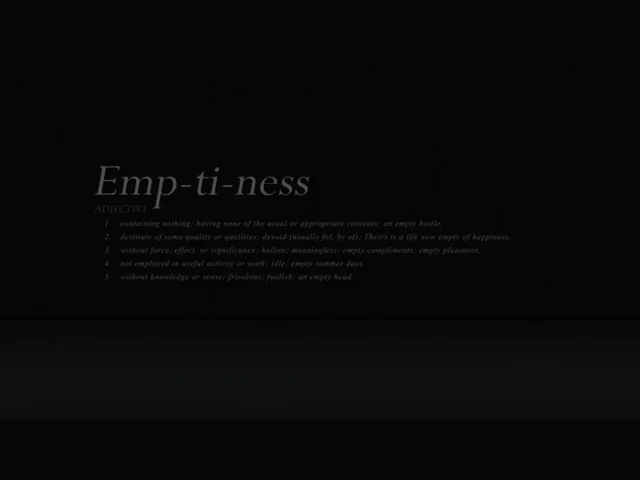 Emp-ti-ness
ADJECTIVE
1. containing nothing; having none of the usual or appropriate contents: an empty bottle.
2. destitute of some quality or qualities; devoid (usually fol. by of): Theirs is a life now empty of happiness.
3. without force, effect, or significance; hollow; meaningless: empty compliments; empty pleasures.
4. not employed in useful activity or work; idle: empty summer days.
5. without knowledge or sense; frivalous; foolish: an empty head.